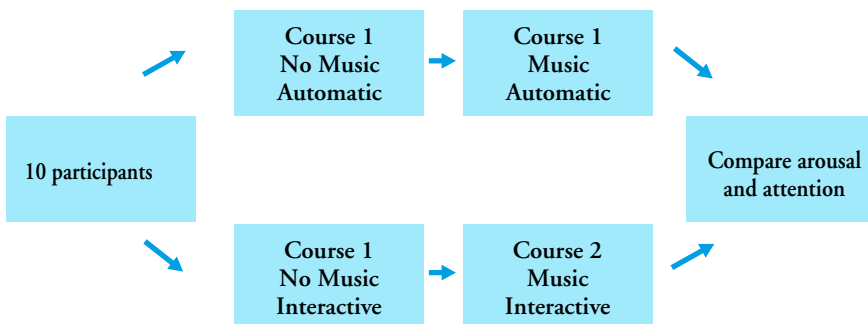 Course 1
No Music
Automatic
Course 1
Music
Automatic
10 participants
Compare arousal
and attention
Course 1
No Music
Interactive
Course 2
Music
Interactive